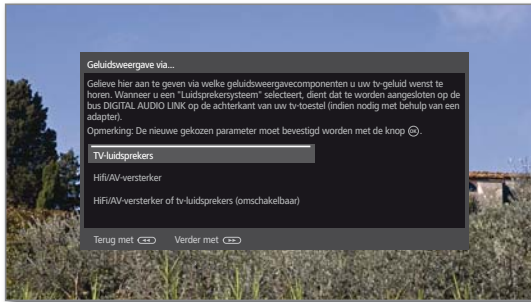 Geluidsweergave via...
Gelieve hier aan te geven via welke geluidsweergavecomponenten u uw tv-geluid wenst te
horen. Wanneer u een "Luidsprekersysteem" selecteert, dient dat te worden aangesloten op de
bus DIGITAL AUDIO LINK op de achterkant van uw tv-toestel (indien nodig met behulp van een
adapter).
Opmerking: De nieuwe gekozen parameter moet bevestigd worden met de knop OK.
TV-luidsprekers
Hifi/AV-versterker
HiFi/AV-versterker of tv-luidsprekers (omschakelbaar)
Terug met Verder met